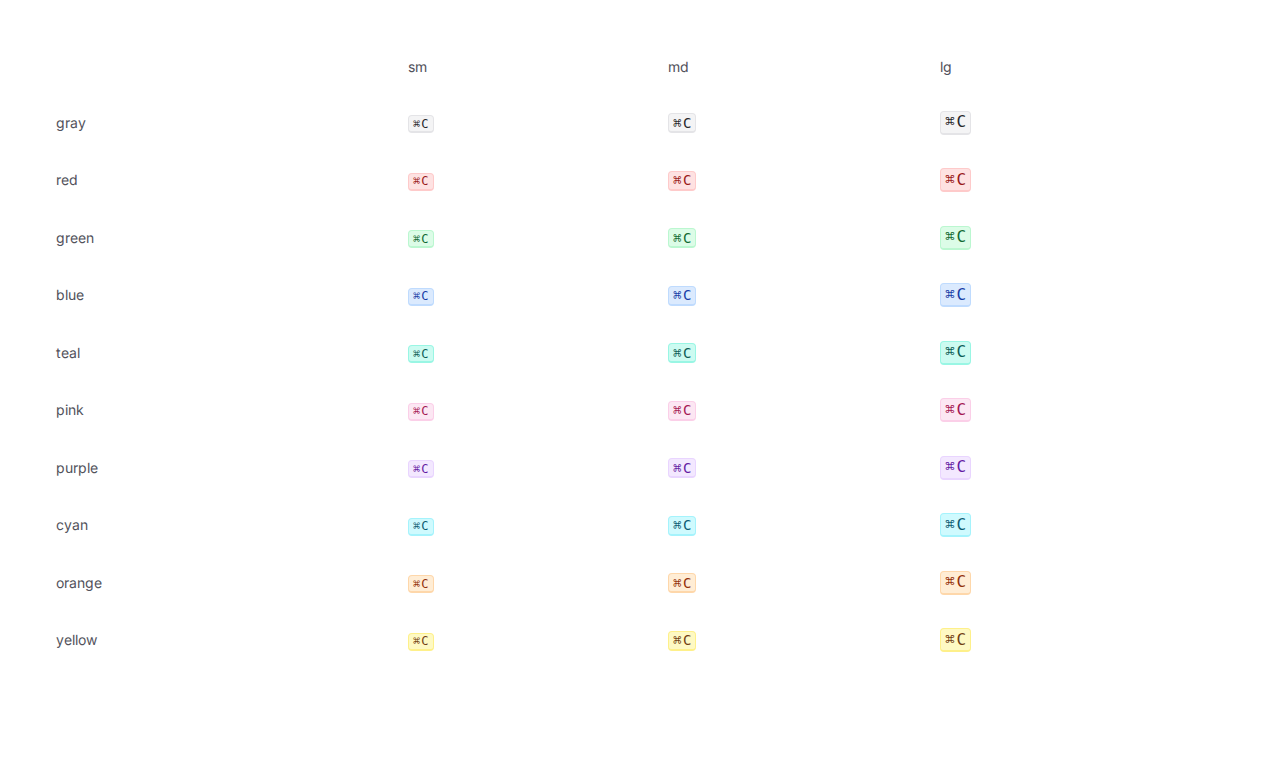 sm md lg
gray ⌘C ⌘C ⌘C
red ⌘C ⌘C ⌘C
green ⌘C ⌘C ⌘C
blue ⌘C ⌘C ⌘C
teal ⌘C ⌘C ⌘C
pink ⌘C ⌘C ⌘C
purple ⌘C ⌘C ⌘C
cyan ⌘C ⌘C ⌘C
orange ⌘C ⌘C ⌘C
yellow ⌘C ⌘C ⌘C